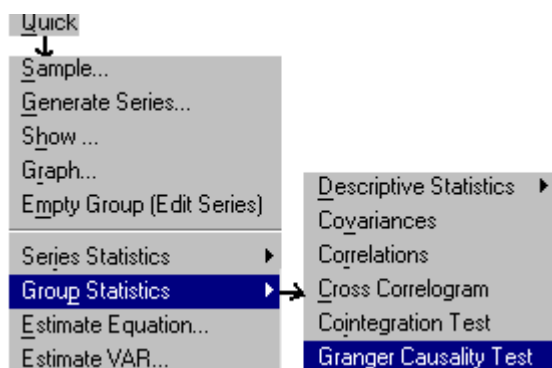 Quick
Sample...
Generate Series...
Show ...
Graph...
Empty Group (Edit Series)
Series Statistics
Group Statistics
Estimate Equation...
Estimate VAR...
Descriptive Statistics
Covariances
Correlations
Cross Correlogram
Cointegration Test
Granger Causality Test